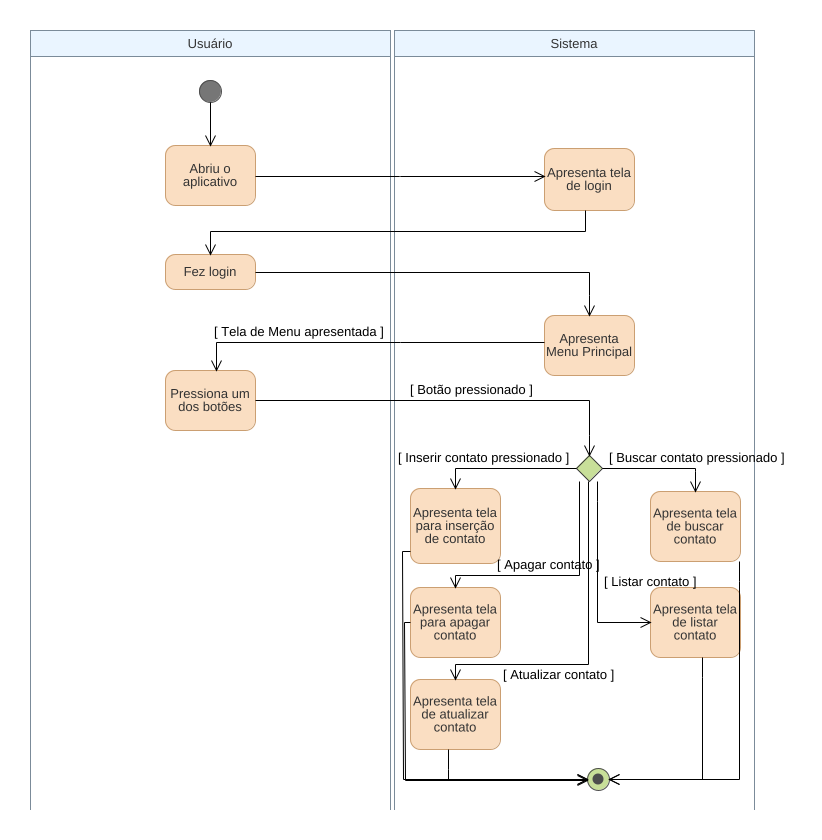 Usuário
Sistema
Abriu o
aplicativo
Apresenta tela
de login
Fez login
Apresenta
Menu Principal
[ Tela de Menu apresentada ]
Pressiona um
dos botões
[ Botão pressionado ]
[ Inserir contato pressionado ]
[ Buscar contato pressionado ]
Apresenta tela
para inserção
de contato
Apresenta tela
de buscar
contato
[ Apagar contato ]
[ Listar contato ]
Apresenta tela
para apagar
contato
Apresenta tela
de listar
contato
[ Atualizar contato ]
Apresenta tela
de atualizar
contato